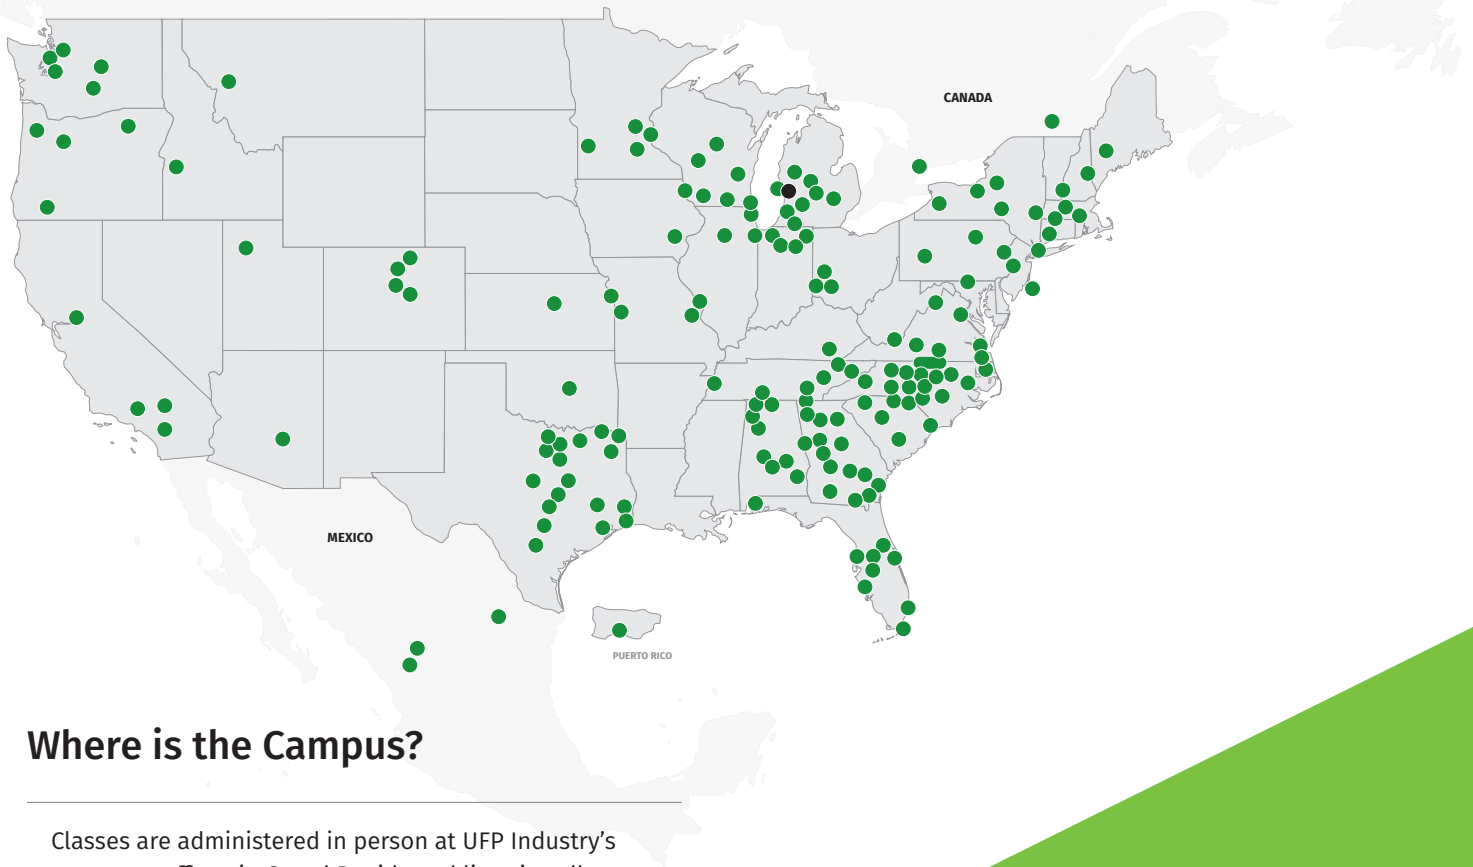 CANADA
MEXICO
PUERTO RICO
Where is the Campus?
Classes are administered in person at UFP Industry's